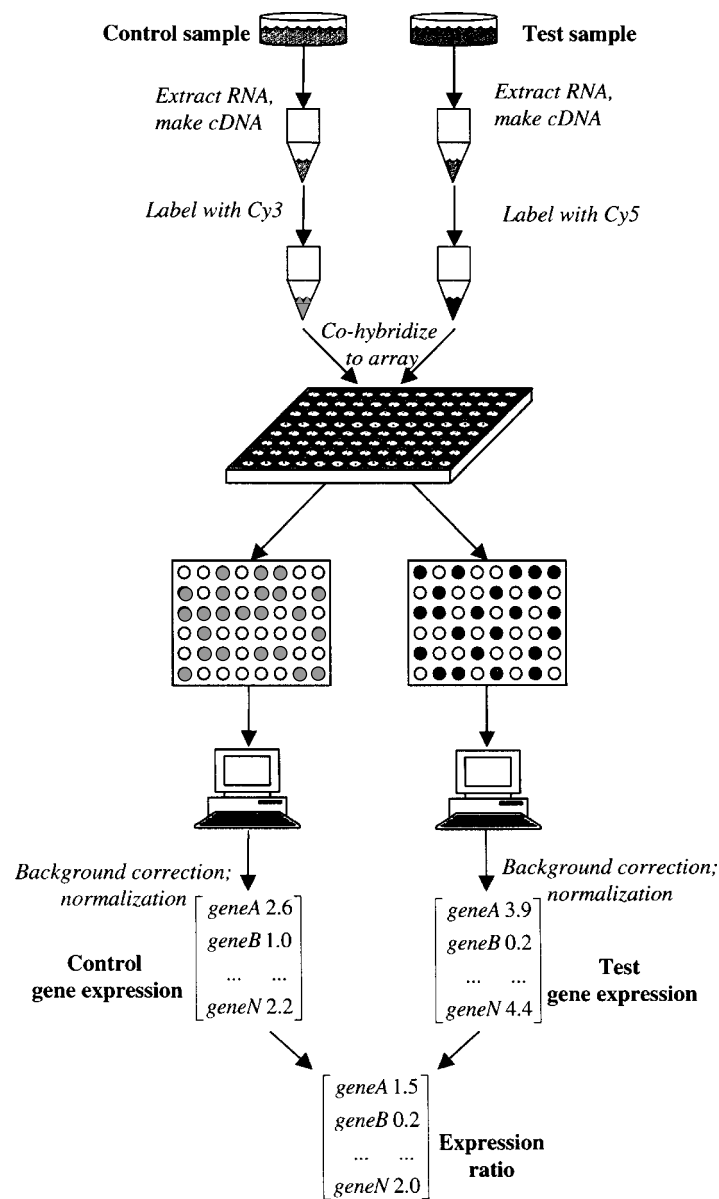 Control sample
Test sample
Extract RNA,
make cDNA
Extract RNA,
make cDNA
Label with Cy3
Label with Cy5
Co-hybridize
to array
Background correction;
normalization
Background correction;
normalization
Control
gene expression
geneA 2.6
geneB 1.0
... ...
geneN 2.2
geneA 3.9
geneB 0.2
... ...
geneN 4.4
Test
gene expression
geneA 1.5
geneB 0.2
... ...
geneN 2.0
Expression
ratio